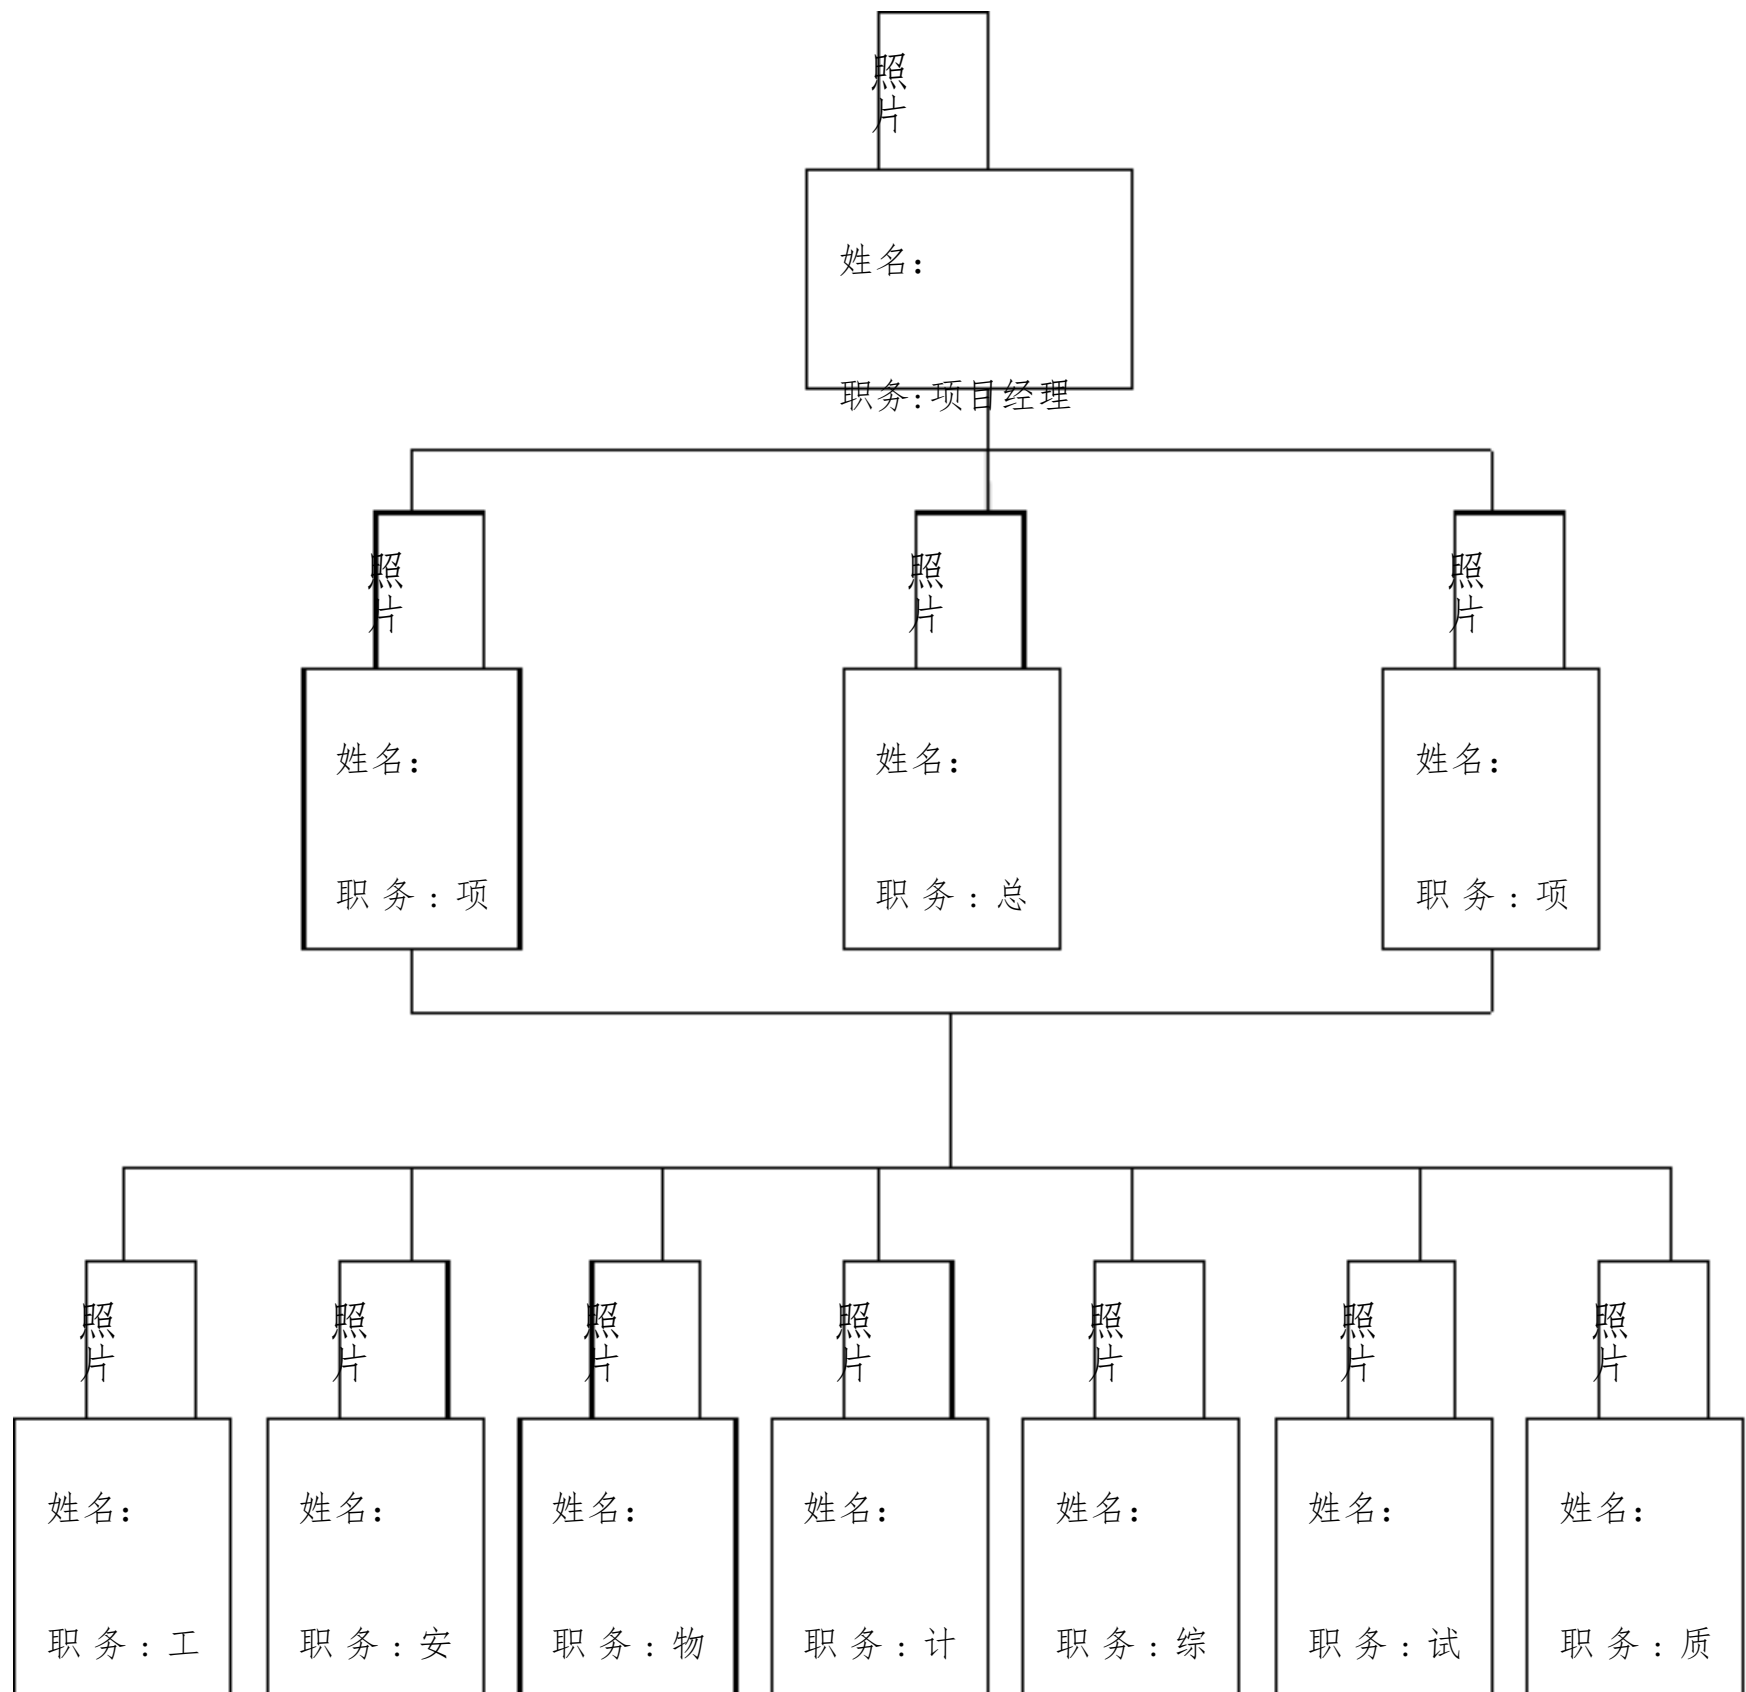 照
片
姓名：
职务:项目经理
照
片
照
片
照
片
姓名：
姓名：
姓名：
职 务 : 项
职 务 : 总
职 务 : 项
照
片
照
片
照
片
照
片
照
片
照
片
照
片
姓名：
姓名：
姓名：
姓名：
姓名：
姓名：
姓名：
职 务 : 工
职 务 : 安
职 务 : 物
职 务 : 计
职 务 : 综
职 务 : 试
职 务 : 质